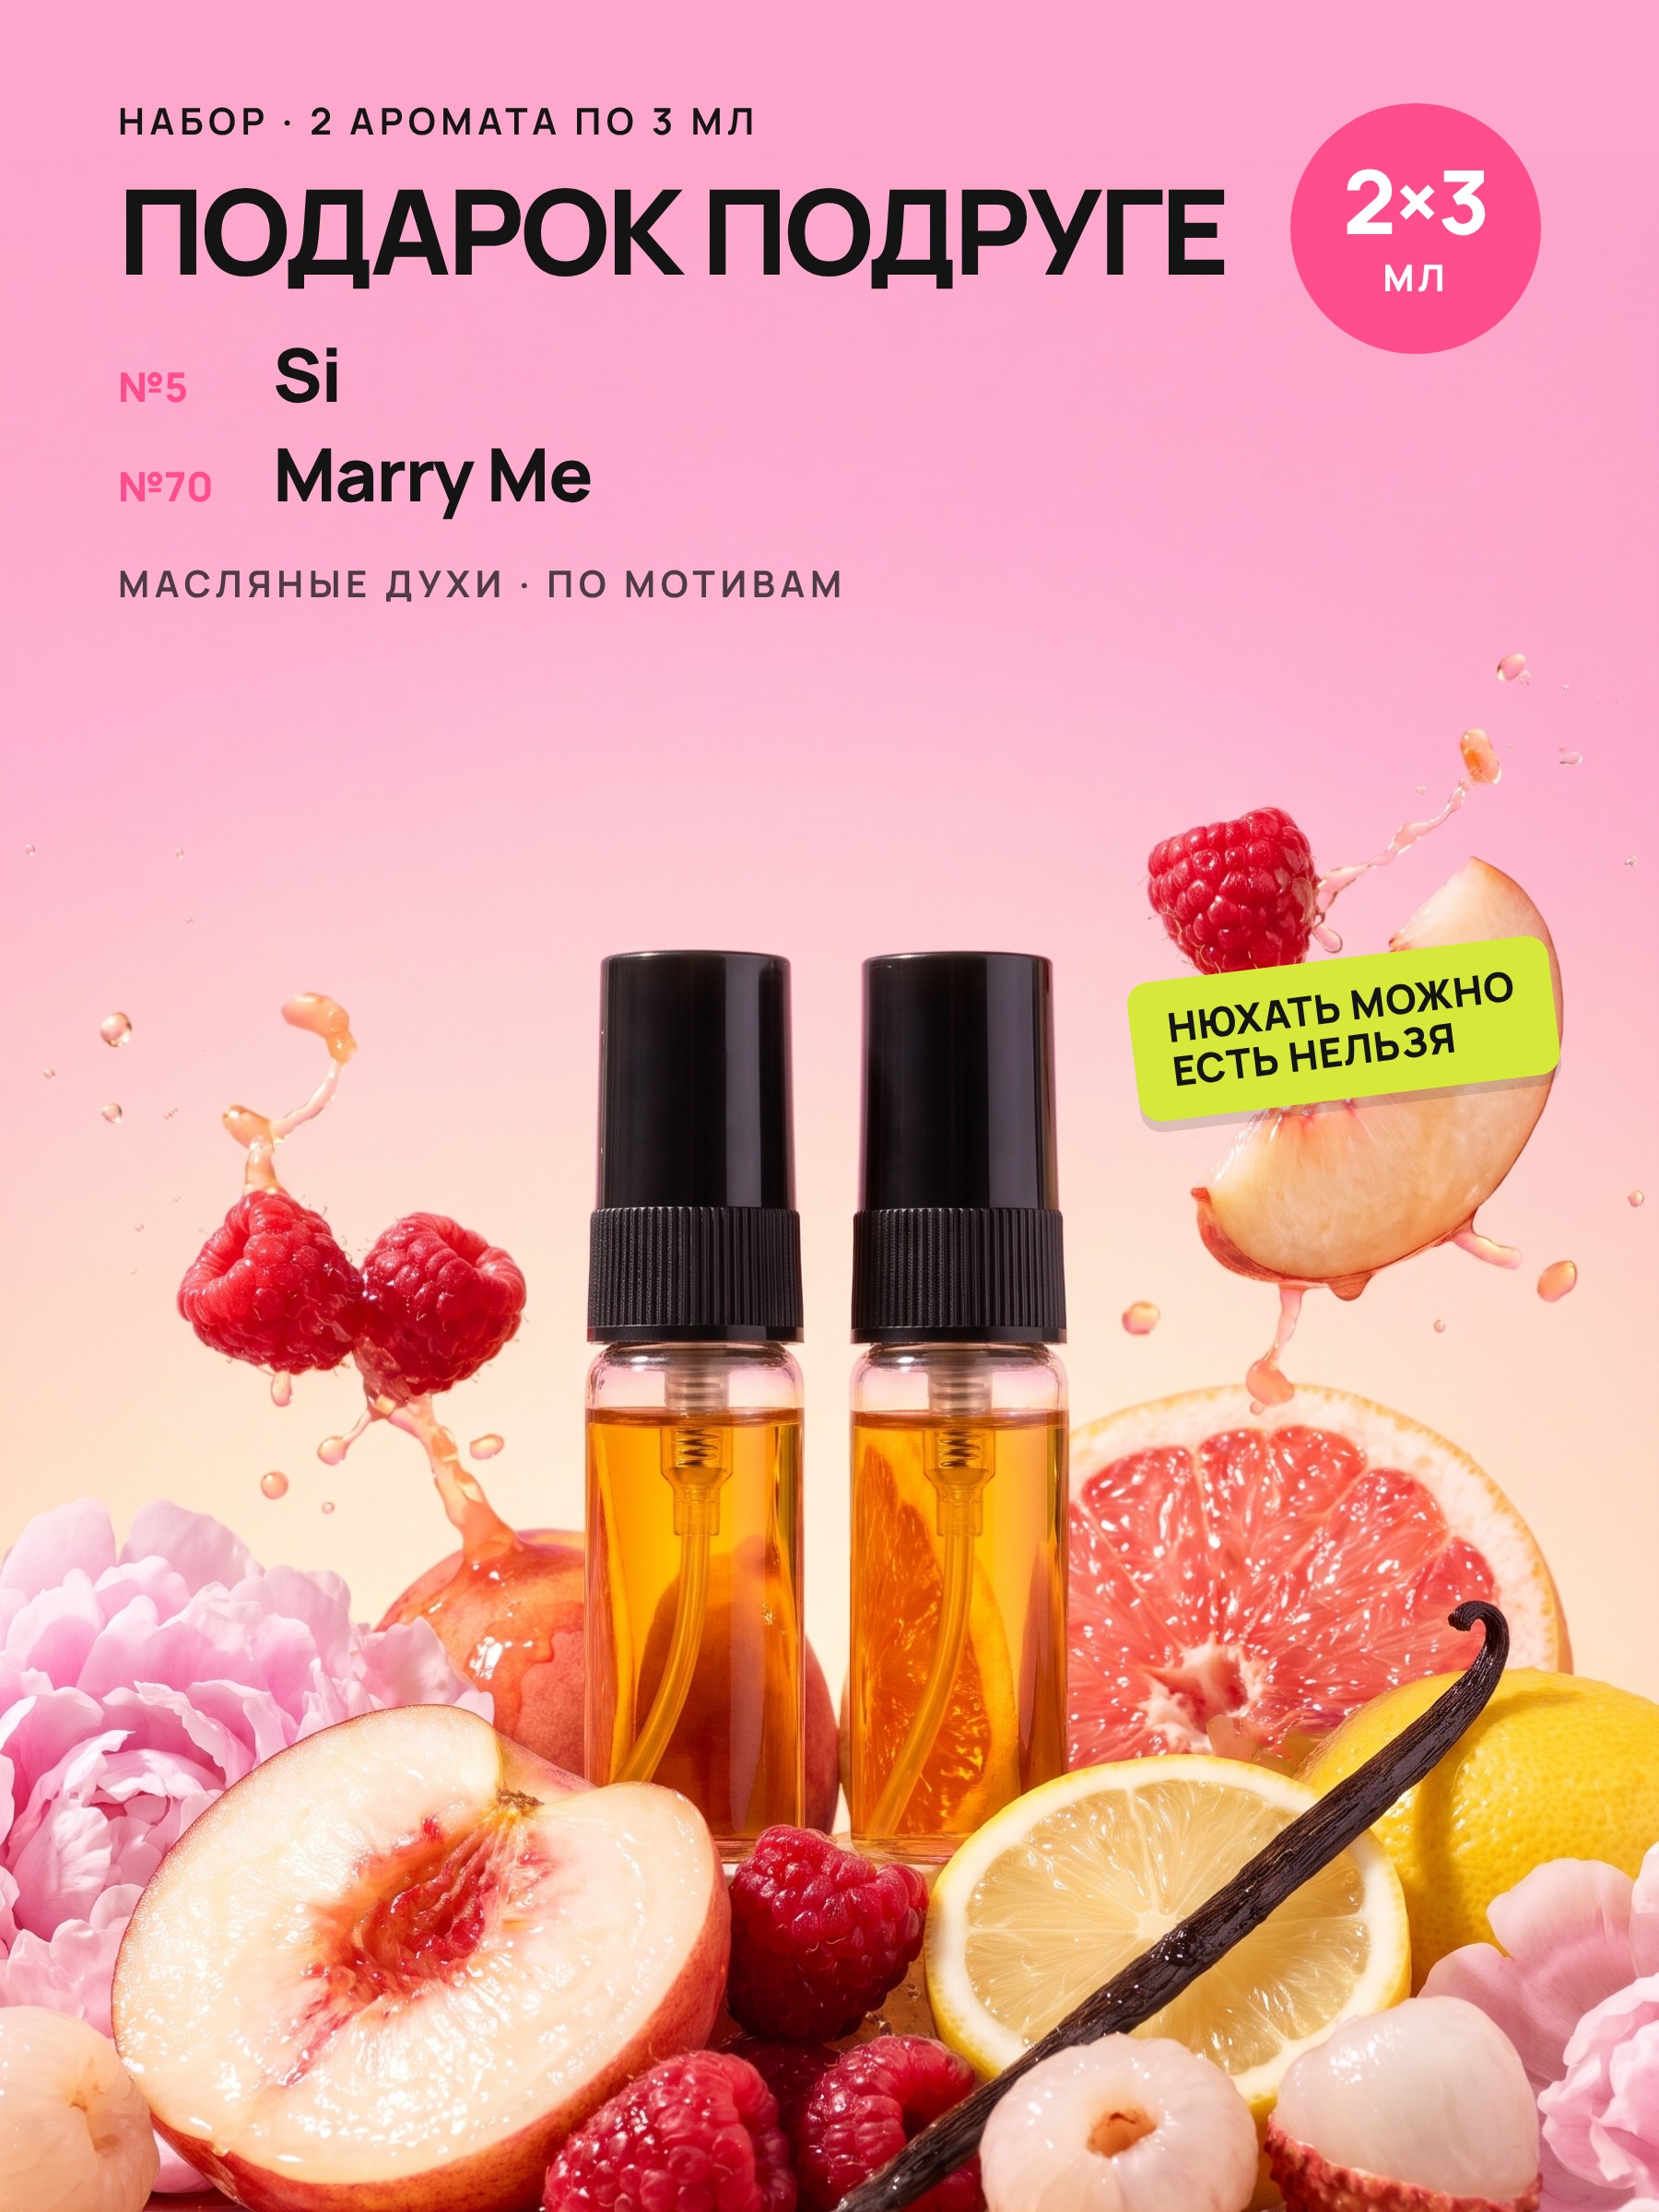 НАБОР · 2 АРОМАТА ПО 3 МЛ
ПОДАРОК ПОДРУГЕ
2×3
МЛ
№5 Si
№70 Marry Me
МАСЛЯНЫЕ ДУХИ · ПО МОТИВАМ
НЮХАТЬ МОЖНО
ЕСТЬ НЕЛЬЗЯ